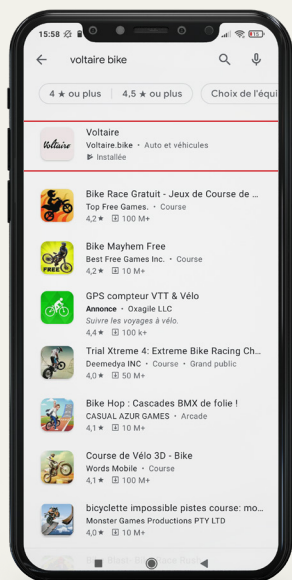 15:58
voltaire bike
4 ★ ou plus
4,5 ★ ou plus
Choix de l'équi
Voltaire
Voltaire
Voltaire.bike • Auto et véhicules
Installée
Bike Race Gratuit - Jeux de Course de ...
Top Free Games. • Course
4,2 ★ 100 M+
FREE
Bike Mayhem Free
Best Free Games Inc. • Course
4,2 ★ 10 M+
GPS compteur VTT & Vélo
Annonce • Oxagile LLC
Suivre les voyages à vélo.
4,4 ★ 100 k+
Trial Xtreme 4: Extreme Bike Racing Ch...
Deemedya INC • Course • Grand public
4,0 ★ 50 M+
Bike Hop : Cascades BMX de folie !
CASUAL AZUR GAMES • Arcade
4,1 ★ 10 M+
Course de Vélo 3D - Bike
Words Mobile • Course
4,1 ★ 100 M+
bicyclette impossible pistes course: mo...
Monster Games Productions PTY LTD
4,0 ★ 10 M+